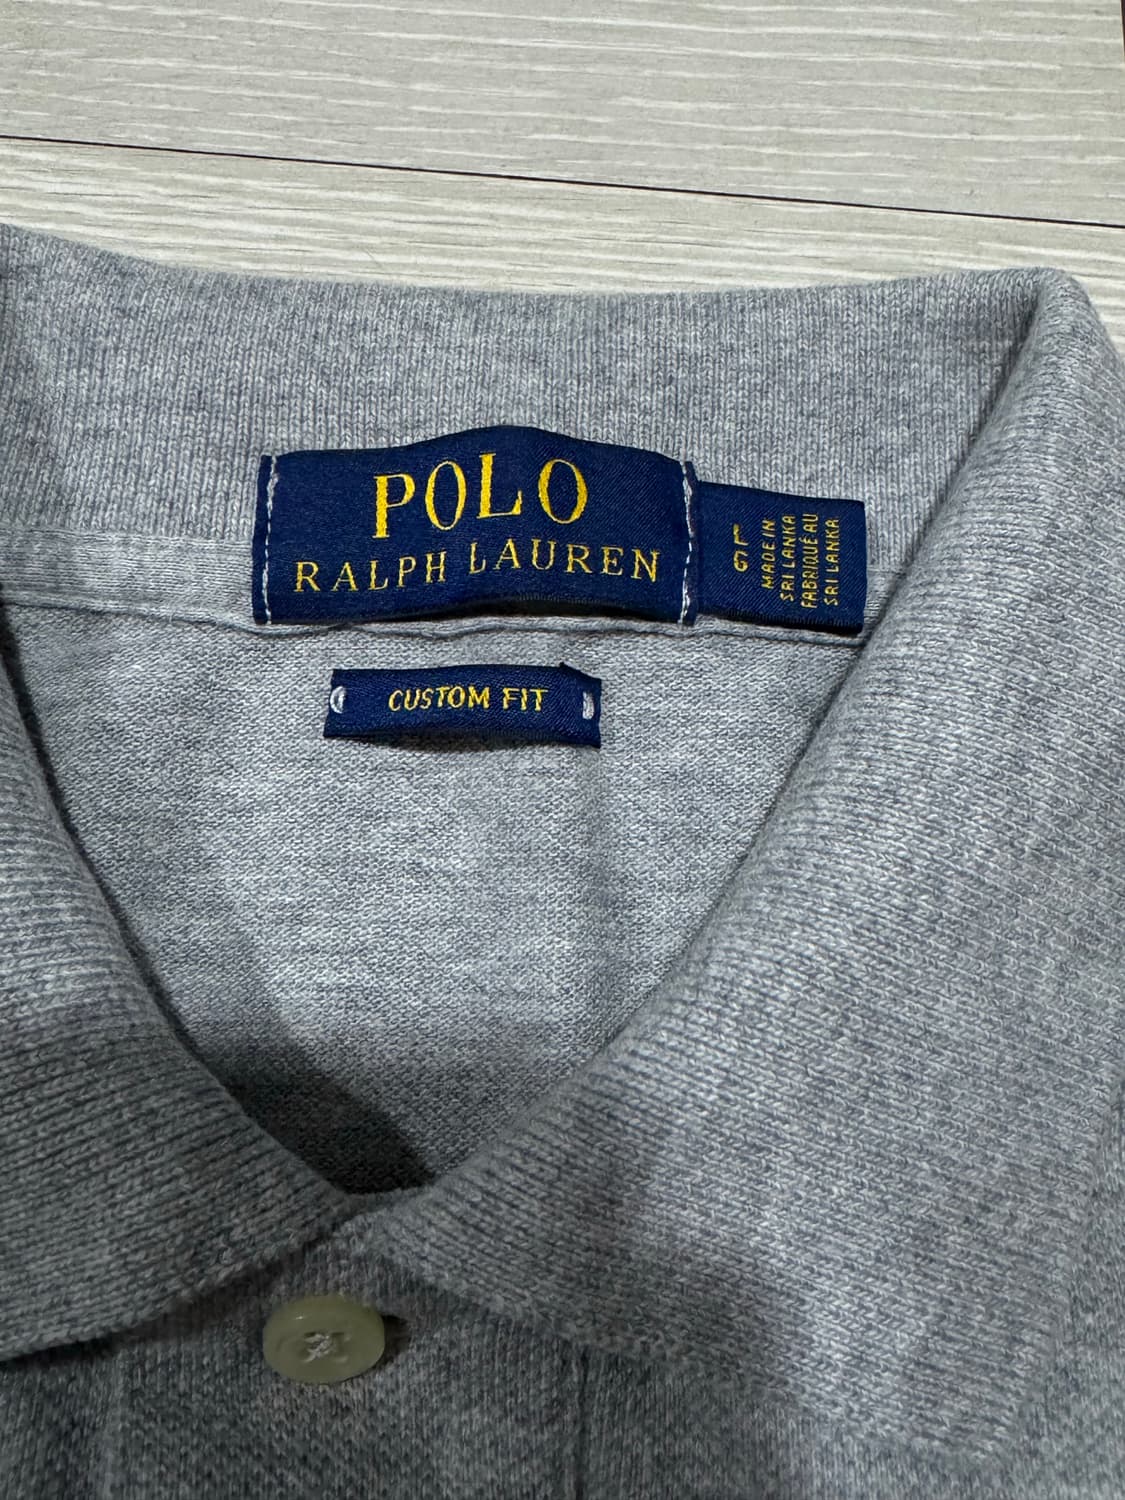 POLO
RALPH LAUREN
MADE IN
SRI LANKA
FABRIQUÉ AU
SRI LANKA
CUSTOM FIT